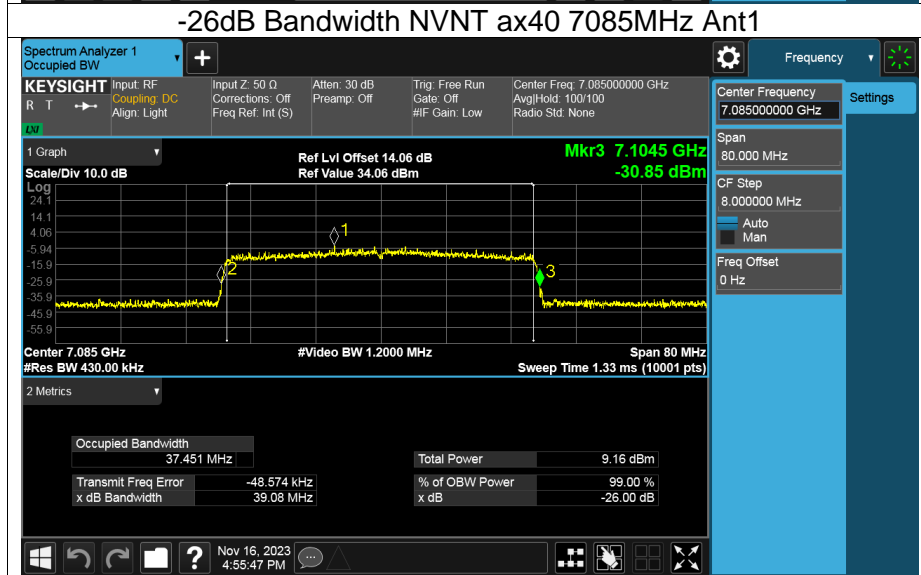 -26dB Bandwidth NVNT ax40 7085MHz Ant1
Spectrum Analyzer 1
Occupied BW
+
Frequency
KEYSIGHT
R T
LXI
Input: RF
Coupling: DC
Align: Light
Input Z: 50 Ω
Corrections: Off
Freq Ref: Int (S)
Atten: 30 dB
Preamp: Off
Trig: Free Run
Gate: Off
#IF Gain: Low
Center Freq: 7.085000000 GHz
Avg|Hold: 100/100
Radio Std: None
Center Frequency
7.085000000 GHz
Settings
Span
80.000 MHz
CF Step
8.000000 MHz
Auto
Man
Freq Offset
0 Hz
1 Graph
Scale/Div 10.0 dB
Ref Lvl Offset 14.06 dB
Ref Value 34.06 dBm
Mkr3 7.1045 GHz
-30.85 dBm
Log
24.1
14.1
4.06
-5.94
-15.9
-25.9
-35.9
-45.9
-55.9
1
2
3
Center 7.085 GHz
#Video BW 1.2000 MHz
Span 80 MHz
#Res BW 430.00 kHz
Sweep Time 1.33 ms (10001 pts)
2 Metrics
Occupied Bandwidth
37.451 MHz
Total Power 9.16 dBm
Transmit Freq Error -48.574 kHz
% of OBW Power 99.00 %
x dB Bandwidth 39.08 MHz
x dB -26.00 dB
?
Nov 16, 2023
4:55:47 PM